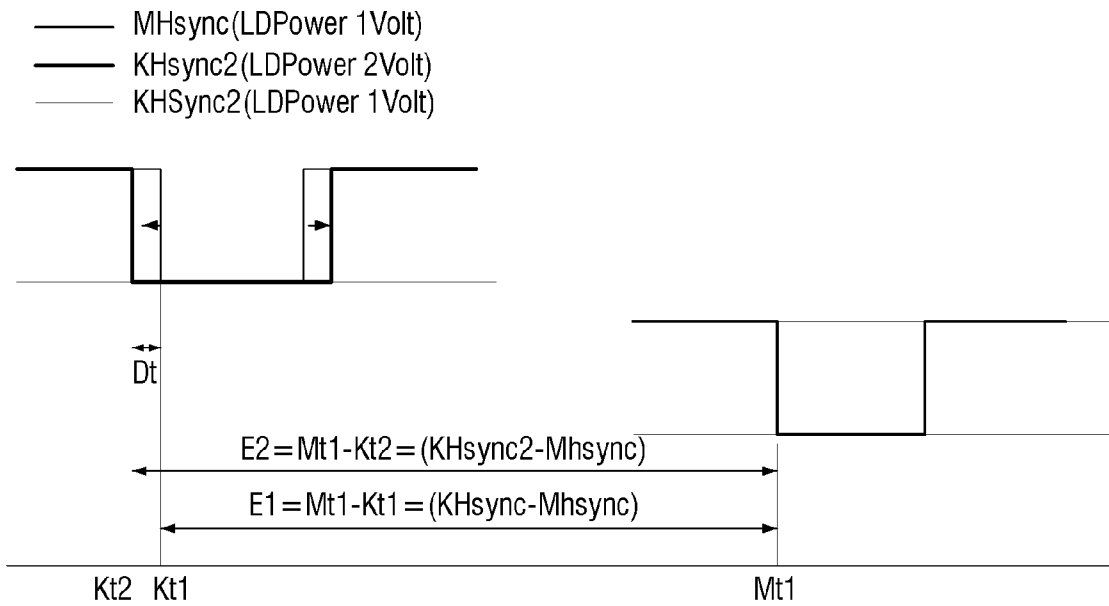 MHsync(LDPower 1Volt)
KHsync2(LDPower 2Volt)
KHSync2(LDPower 1Volt)
Dt
E2=Mt1-Kt2=(KHsync2-Mhsync)
E1=Mt1-Kt1=(KHsync-Mhsync)
Kt2 Kt1 Mt1